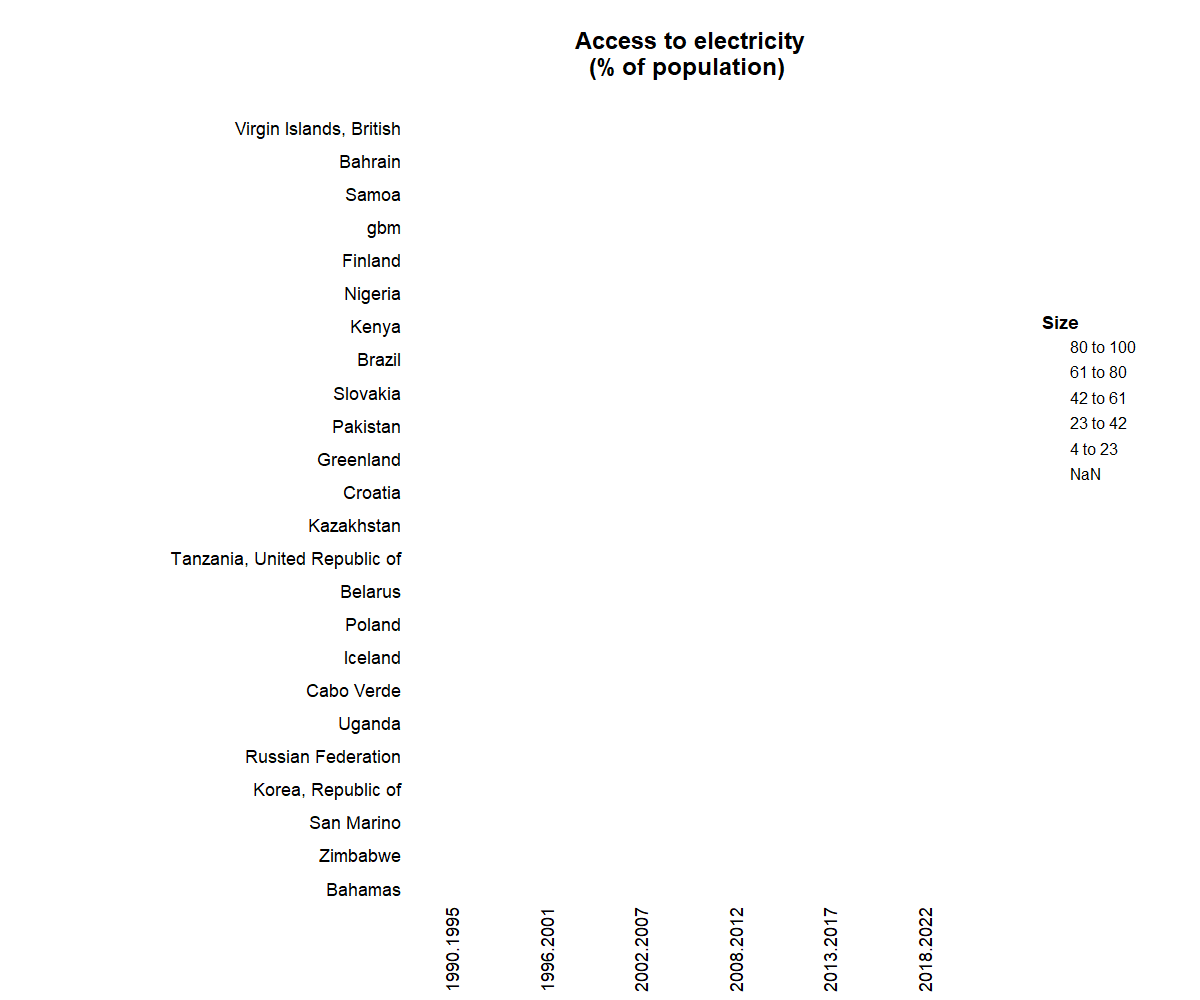 Access to electricity
(% of population)
Virgin Islands, British
Bahrain
Samoa
gbm
Finland
Nigeria
Kenya
Brazil
Slovakia
Pakistan
Greenland
Croatia
Kazakhstan
Tanzania, United Republic of
Belarus
Poland
Iceland
Cabo Verde
Uganda
Russian Federation
Korea, Republic of
San Marino
Zimbabwe
Bahamas
1990.1995
1996.2001
2002.2007
2008.2012
2013.2017
2018.2022
Size
80 to 100
61 to 80
42 to 61
23 to 42
4 to 23
NaN